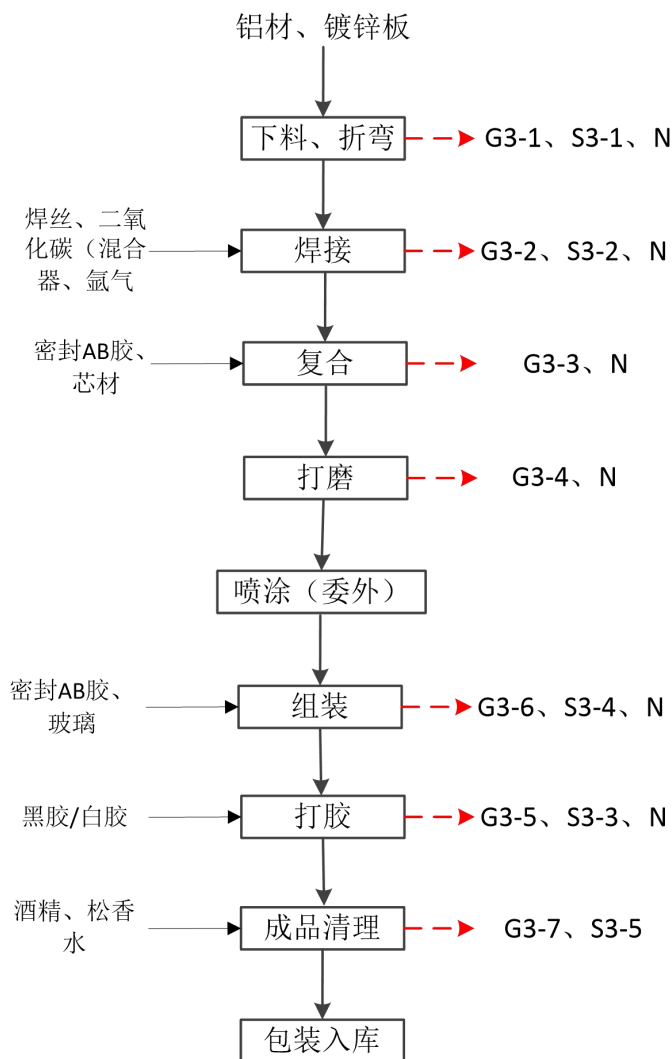 铝材、镀锌板
下料、折弯
G3-1、S3-1、N
焊丝、二氧
化碳（混合
器、氩气
焊接
G3-2、S3-2、N
密封AB胶、
芯材
复合
G3-3、N
打磨
G3-4、N
喷涂（委外）
密封AB胶、
玻璃
组装
G3-6、S3-4、N
黑胶/白胶
打胶
G3-5、S3-3、N
酒精、松香
水
成品清理
G3-7、S3-5
包装入库